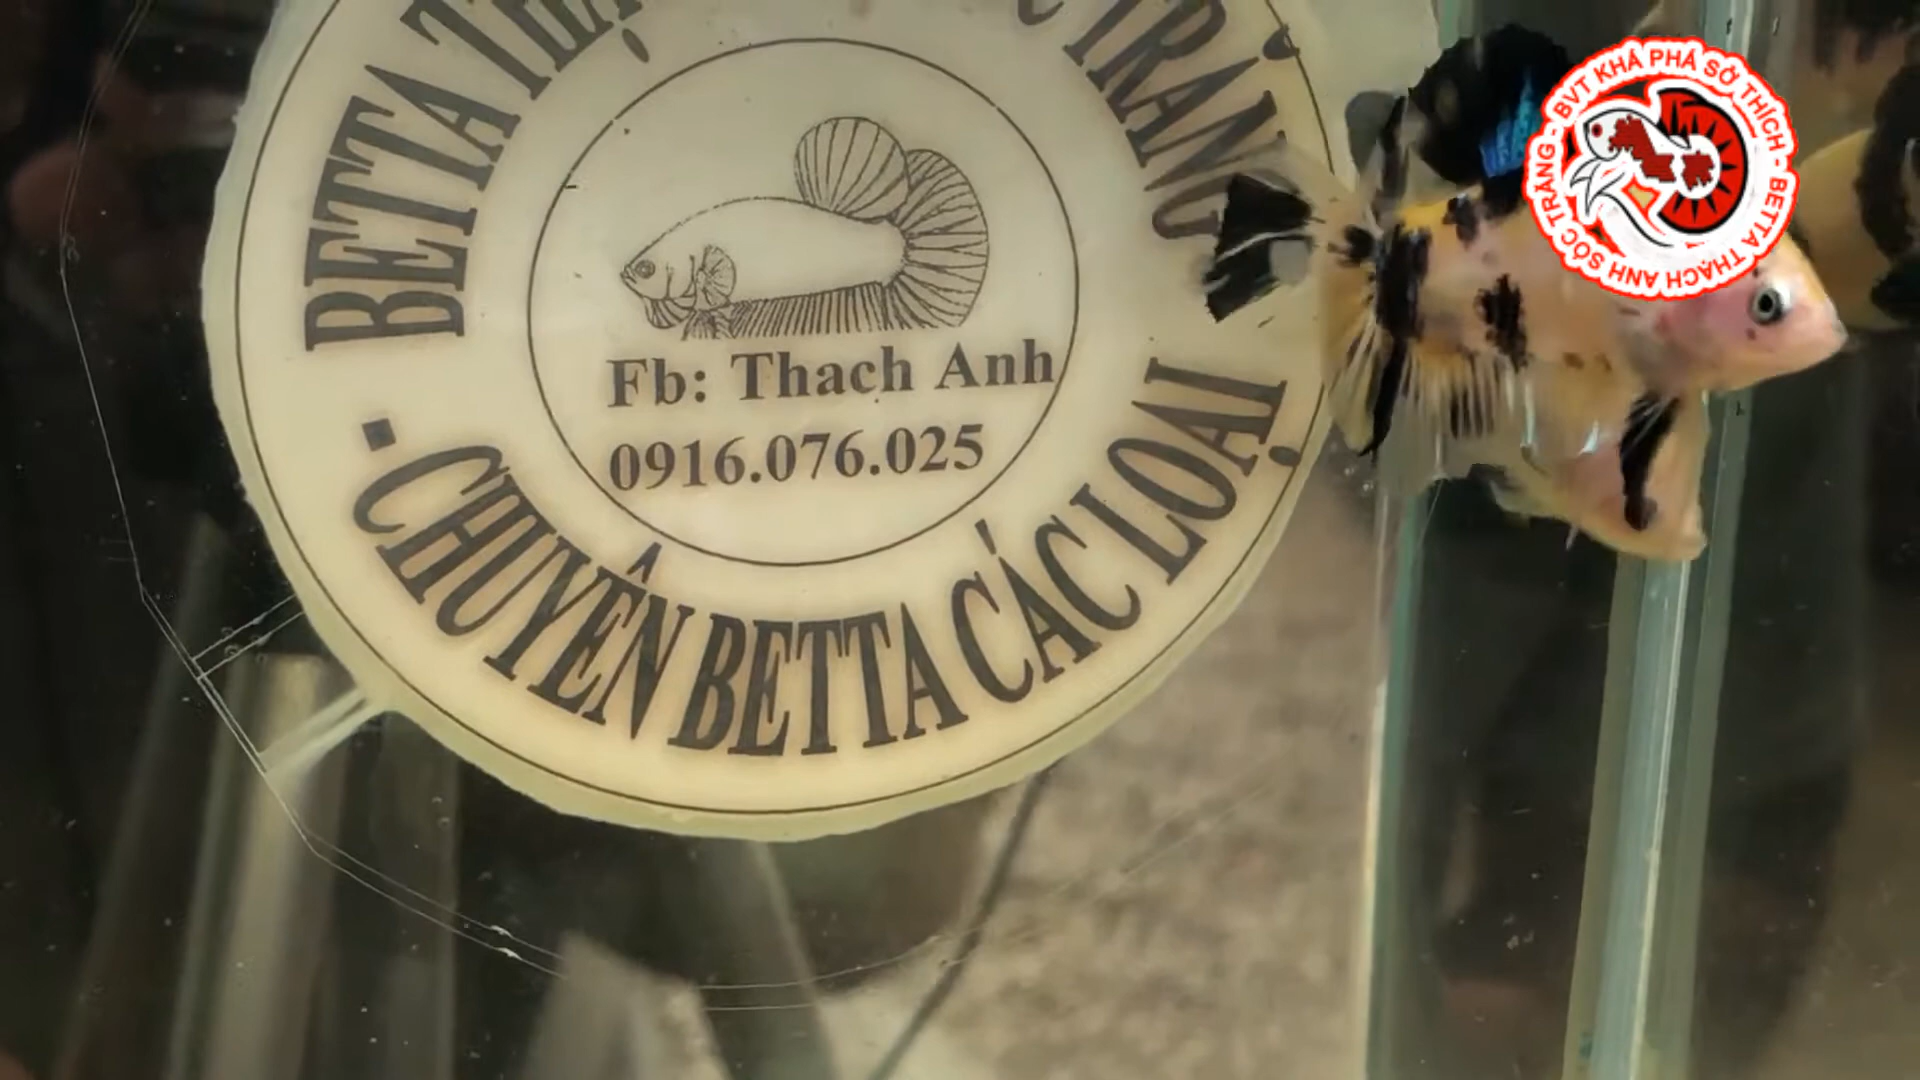 BETTA
TRĂNG
Fb: Thach Anh
0916.076.025
- CHUYÊN BETTA CÁC LOẠI
BVT KHÁ PHÁ SỞ THÍCH - BETTA THẠCH ANH SÓC TRĂNG -